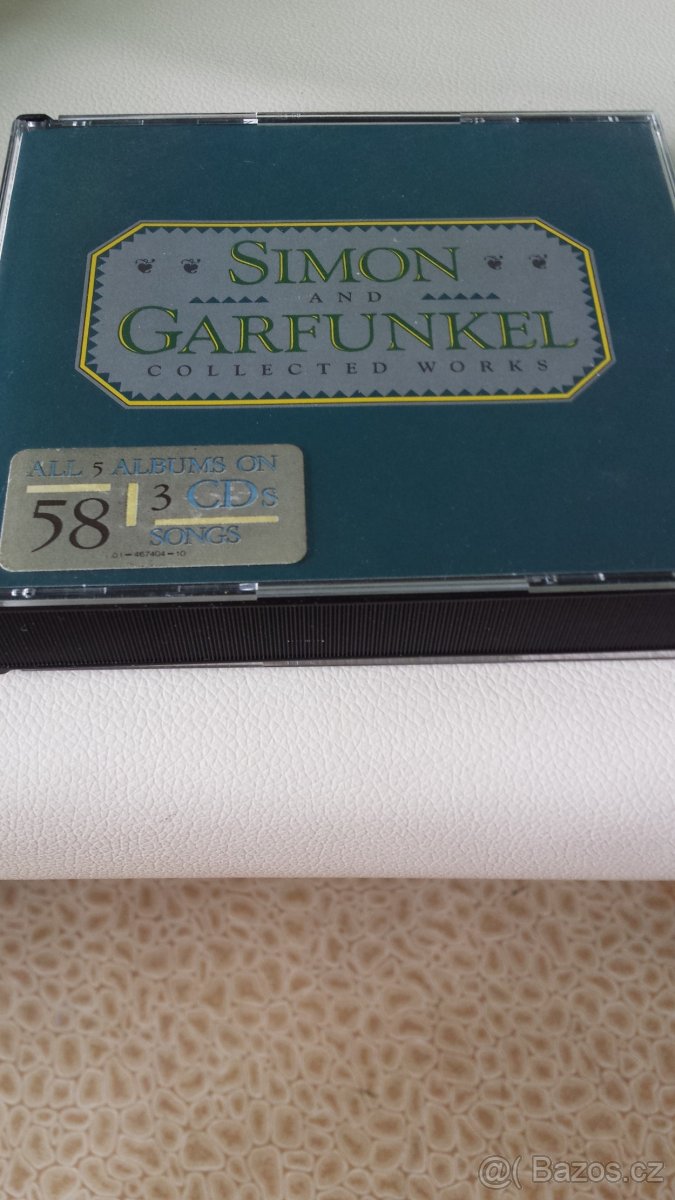 SIMON
AND
GARFUNKEL
COLLECTED WORKS
ALL 5 ALBUMS ON
58 3 CDs
SONGS
01-467404-10
@( Bazos.cz